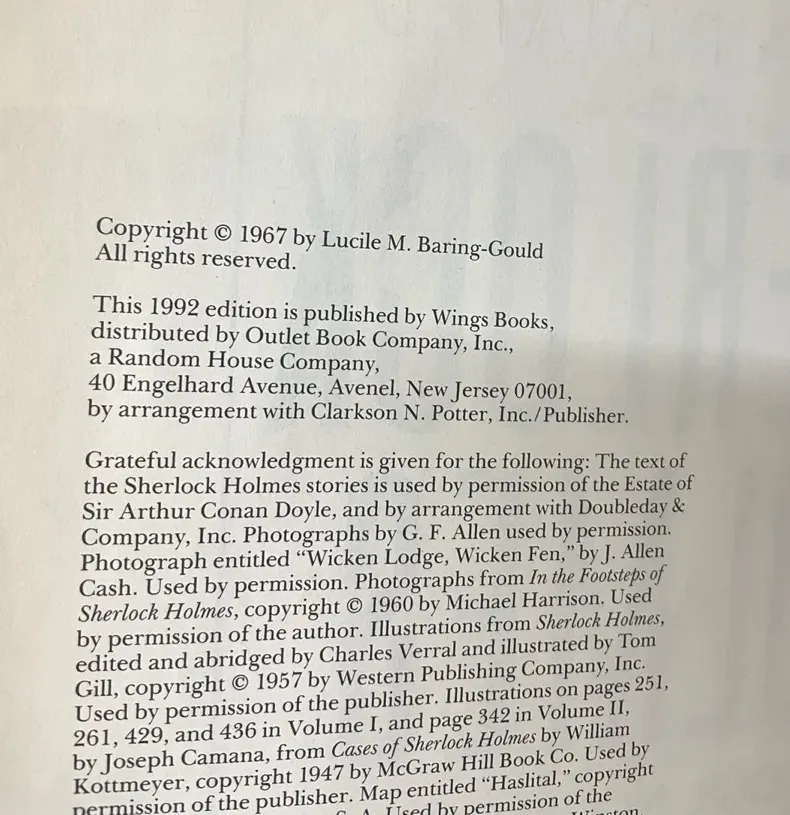 Copyright © 1967 by Lucile M. Baring-Gould
All rights reserved.
This 1992 edition is published by Wings Books,
distributed by Outlet Book Company, Inc.,
a Random House Company,
40 Engelhard Avenue, Avenel, New Jersey 07001,
by arrangement with Clarkson N. Potter, Inc./Publisher.
Grateful acknowledgment is given for the following: The text of
the Sherlock Holmes stories is used by permission of the Estate of
Sir Arthur Conan Doyle, and by arrangement with Doubleday &
Company, Inc. Photographs by G. F. Allen used by permission.
Photograph entitled “Wicken Lodge, Wicken Fen,” by J. Allen
Cash. Used by permission. Photographs from In the Footsteps of
Sherlock Holmes, copyright © 1960 by Michael Harrison. Used
by permission of the author. Illustrations from Sherlock Holmes,
edited and abridged by Charles Verral and illustrated by Tom
Gill, copyright © 1957 by Western Publishing Company, Inc.
Used by permission of the publisher. Illustrations on pages 251,
261, 429, and 436 in Volume I, and page 342 in Volume II,
by Joseph Camana, from Cases of Sherlock Holmes by William
Kottmeyer, copyright 1947 by McGraw Hill Book Co. Used by
permission of the publisher. Map entitled “Haslital,” copyright
S. A. Used by permission of the